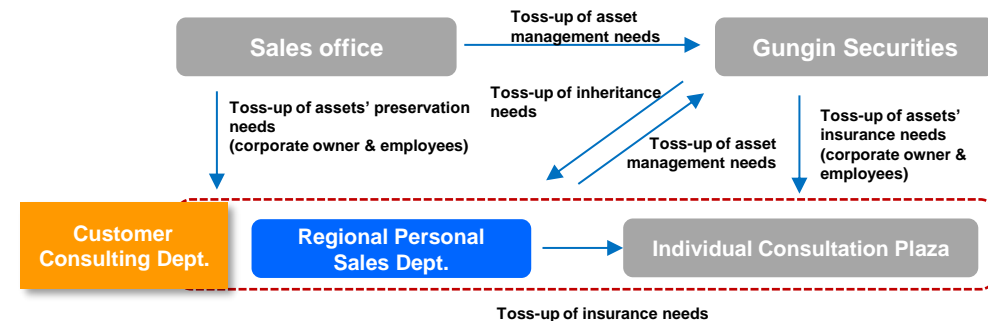 Toss-up of asset
management needs
Sales office
Gungin Securities
Toss-up of inheritance
needs
Toss-up of assets' preservation
needs
(corporate owner & employees)
Toss-up of asset
management needs
Toss-up of assets'
insurance needs
(corporate owner &
employees)
Customer
Consulting Dept.
Regional Personal
Sales Dept.
Individual Consultation Plaza
Toss-up of insurance needs